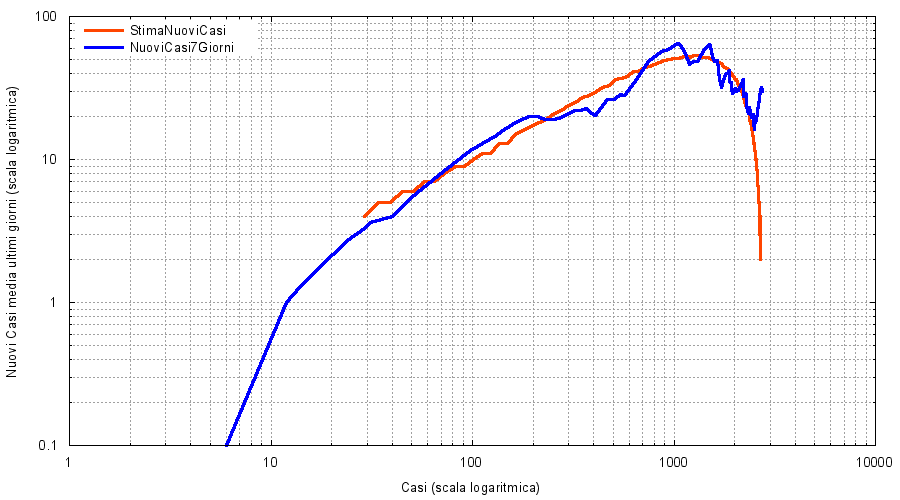 100
StimaNuoviCasi
NuoviCasi7Giorni
10
1
0.1
Nuovi Casi media ultimi giorni (scala logaritmica)
1 10 100 1000 10000
Casi (scala logaritmica)